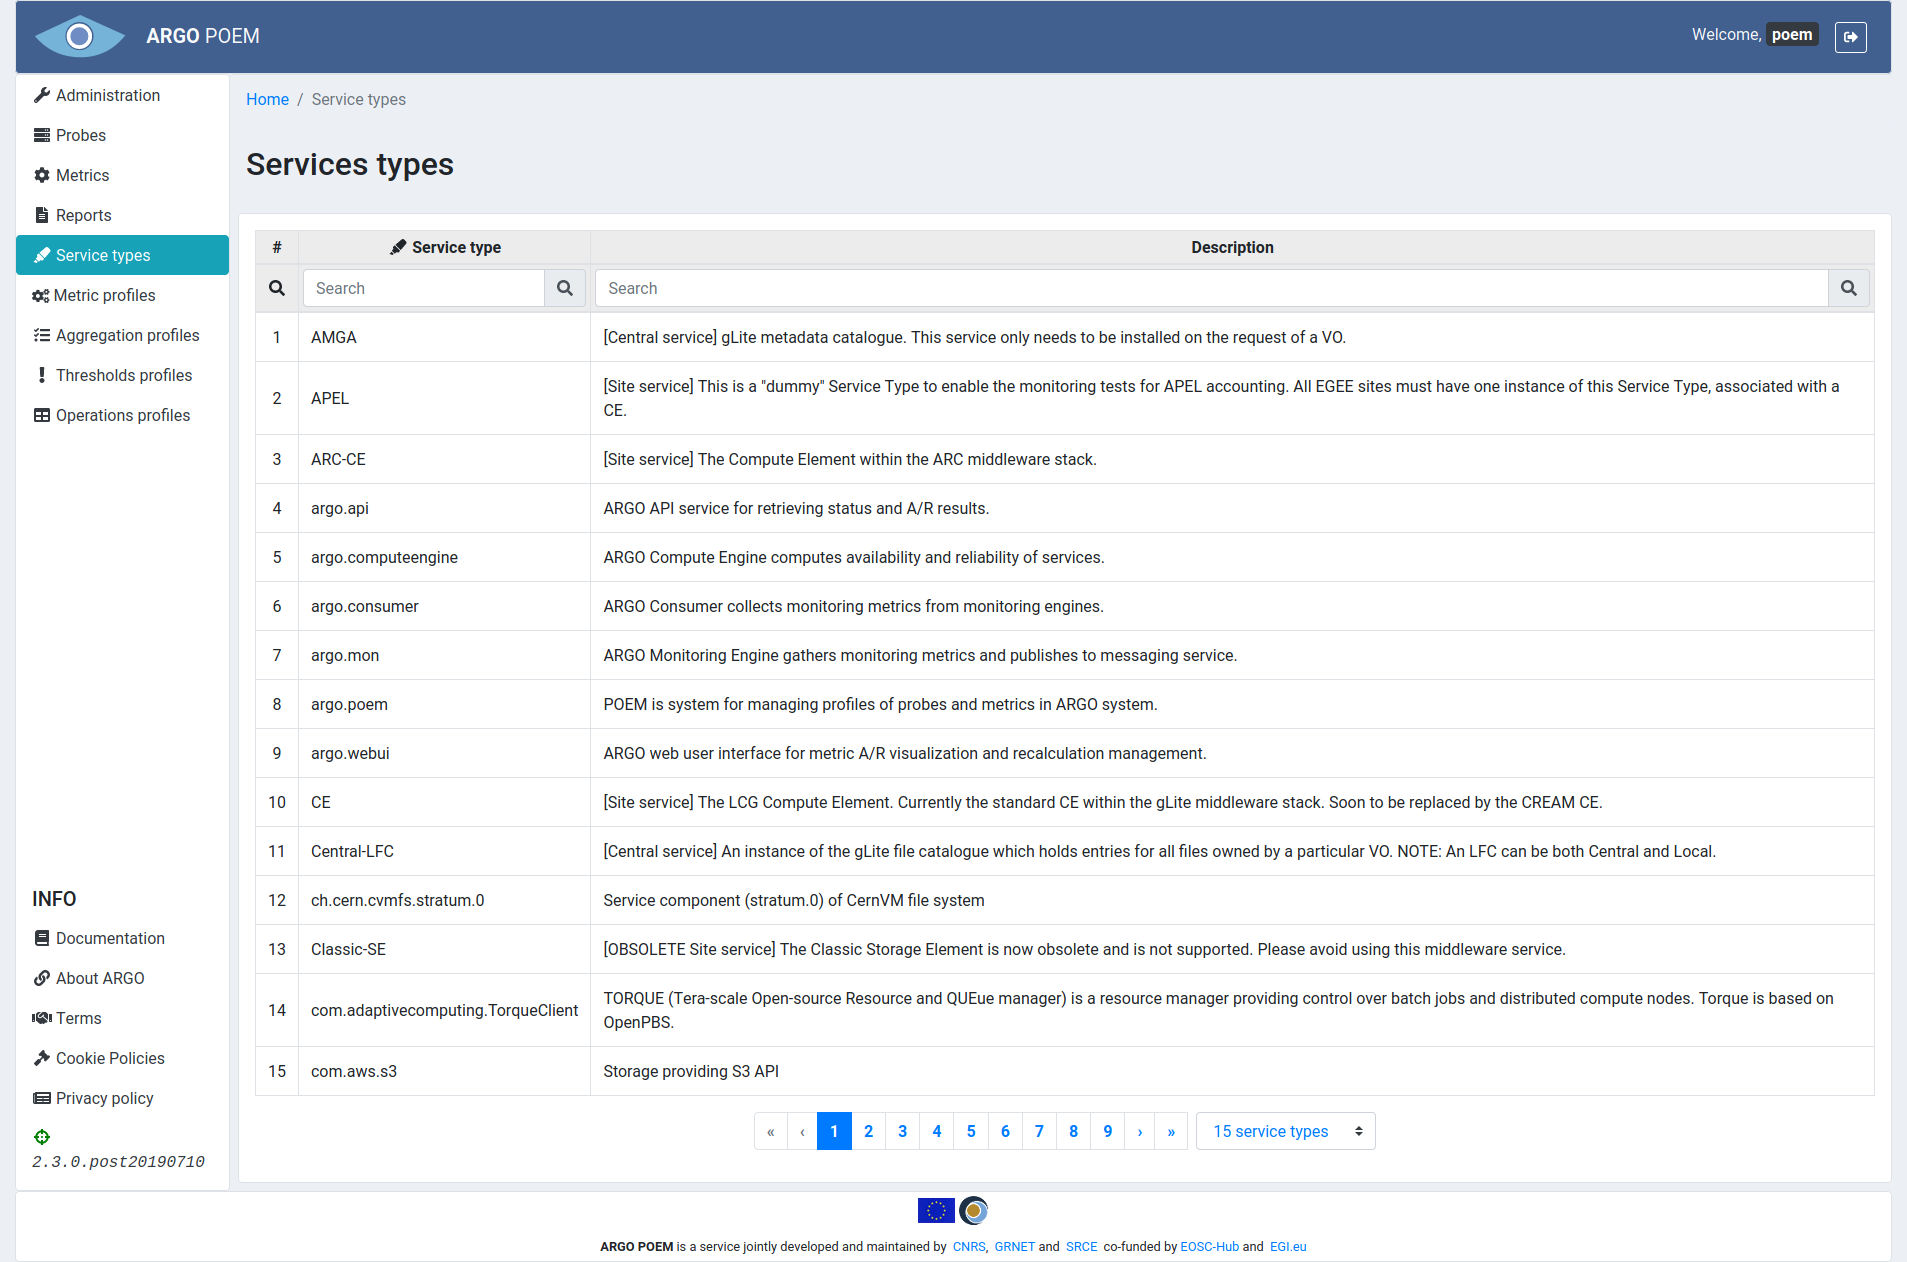 ARGO POEM
Welcome, poem
Administration
Probes
Metrics
Reports
Service types
Metric profiles
Aggregation profiles
Thresholds profiles
Operations profiles
INFO
Documentation
About ARGO
Terms
Cookie Policies
Privacy policy
2.3.0.post20190710
Home / Service types
Services types
# Service type Description
Search Search
1 AMGA [Central service] gLite metadata catalogue. This service only needs to be installed on the request of a VO.
2 APEL [Site service] This is a "dummy" Service Type to enable the monitoring tests for APEL accounting. All EGEE sites must have one instance of this Service Type, associated with a
CE.
3 ARC-CE [Site service] The Compute Element within the ARC middleware stack.
4 argo.api ARGO API service for retrieving status and A/R results.
5 argo.computeengine ARGO Compute Engine computes availability and reliability of services.
6 argo.consumer ARGO Consumer collects monitoring metrics from monitoring engines.
7 argo.mon ARGO Monitoring Engine gathers monitoring metrics and publishes to messaging service.
8 argo.poem POEM is system for managing profiles of probes and metrics in ARGO system.
9 argo.webui ARGO web user interface for metric A/R visualization and recalculation management.
10 CE [Site service] The LCG Compute Element. Currently the standard CE within the gLite middleware stack. Soon to be replaced by the CREAM CE.
11 Central-LFC [Central service] An instance of the gLite file catalogue which holds entries for all files owned by a particular VO. NOTE: An LFC can be both Central and Local.
12 ch.cern.cvmfs.stratum.0 Service component (stratum.0) of CernVM file system
13 Classic-SE [OBSOLETE Site service] The Classic Storage Element is now obsolete and is not supported. Please avoid using this middleware service.
14 com.adaptivecomputing.TorqueClient TORQUE (Tera-scale Open-source Resource and QUEue manager) is a resource manager providing control over batch jobs and distributed compute nodes. Torque is based on
OpenPBS.
15 com.aws.s3 Storage providing S3 API
« ‹ 1 2 3 4 5 6 7 8 9 › » 15 service types
ARGO POEM is a service jointly developed and maintained by CNRS, GRNET and SRCE co-funded by EOSC-Hub and EGI.eu